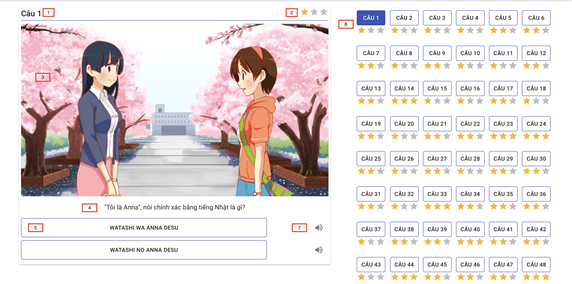 Câu 1
1
2
3
4
"Tôi là Anna", nói chính xác bằng tiếng Nhật là gì?
5
WATASHI WA ANNA DESU
7
WATASHI NO ANNA DESU
8
CÂU 1 CÂU 2 CÂU 3 CÂU 4 CÂU 5 CÂU 6
CÂU 7 CÂU 8 CÂU 9 CÂU 10 CÂU 11 CÂU 12
CÂU 13 CÂU 14 CÂU 15 CÂU 16 CÂU 17 CÂU 18
CÂU 19 CÂU 20 CÂU 21 CÂU 22 CÂU 23 CÂU 24
CÂU 25 CÂU 26 CÂU 27 CÂU 28 CÂU 29 CÂU 30
CÂU 31 CÂU 32 CÂU 33 CÂU 34 CÂU 35 CÂU 36
CÂU 37 CÂU 38 CÂU 39 CÂU 40 CÂU 41 CÂU 42
CÂU 43 CÂU 44 CÂU 45 CÂU 46 CÂU 47 CÂU 48